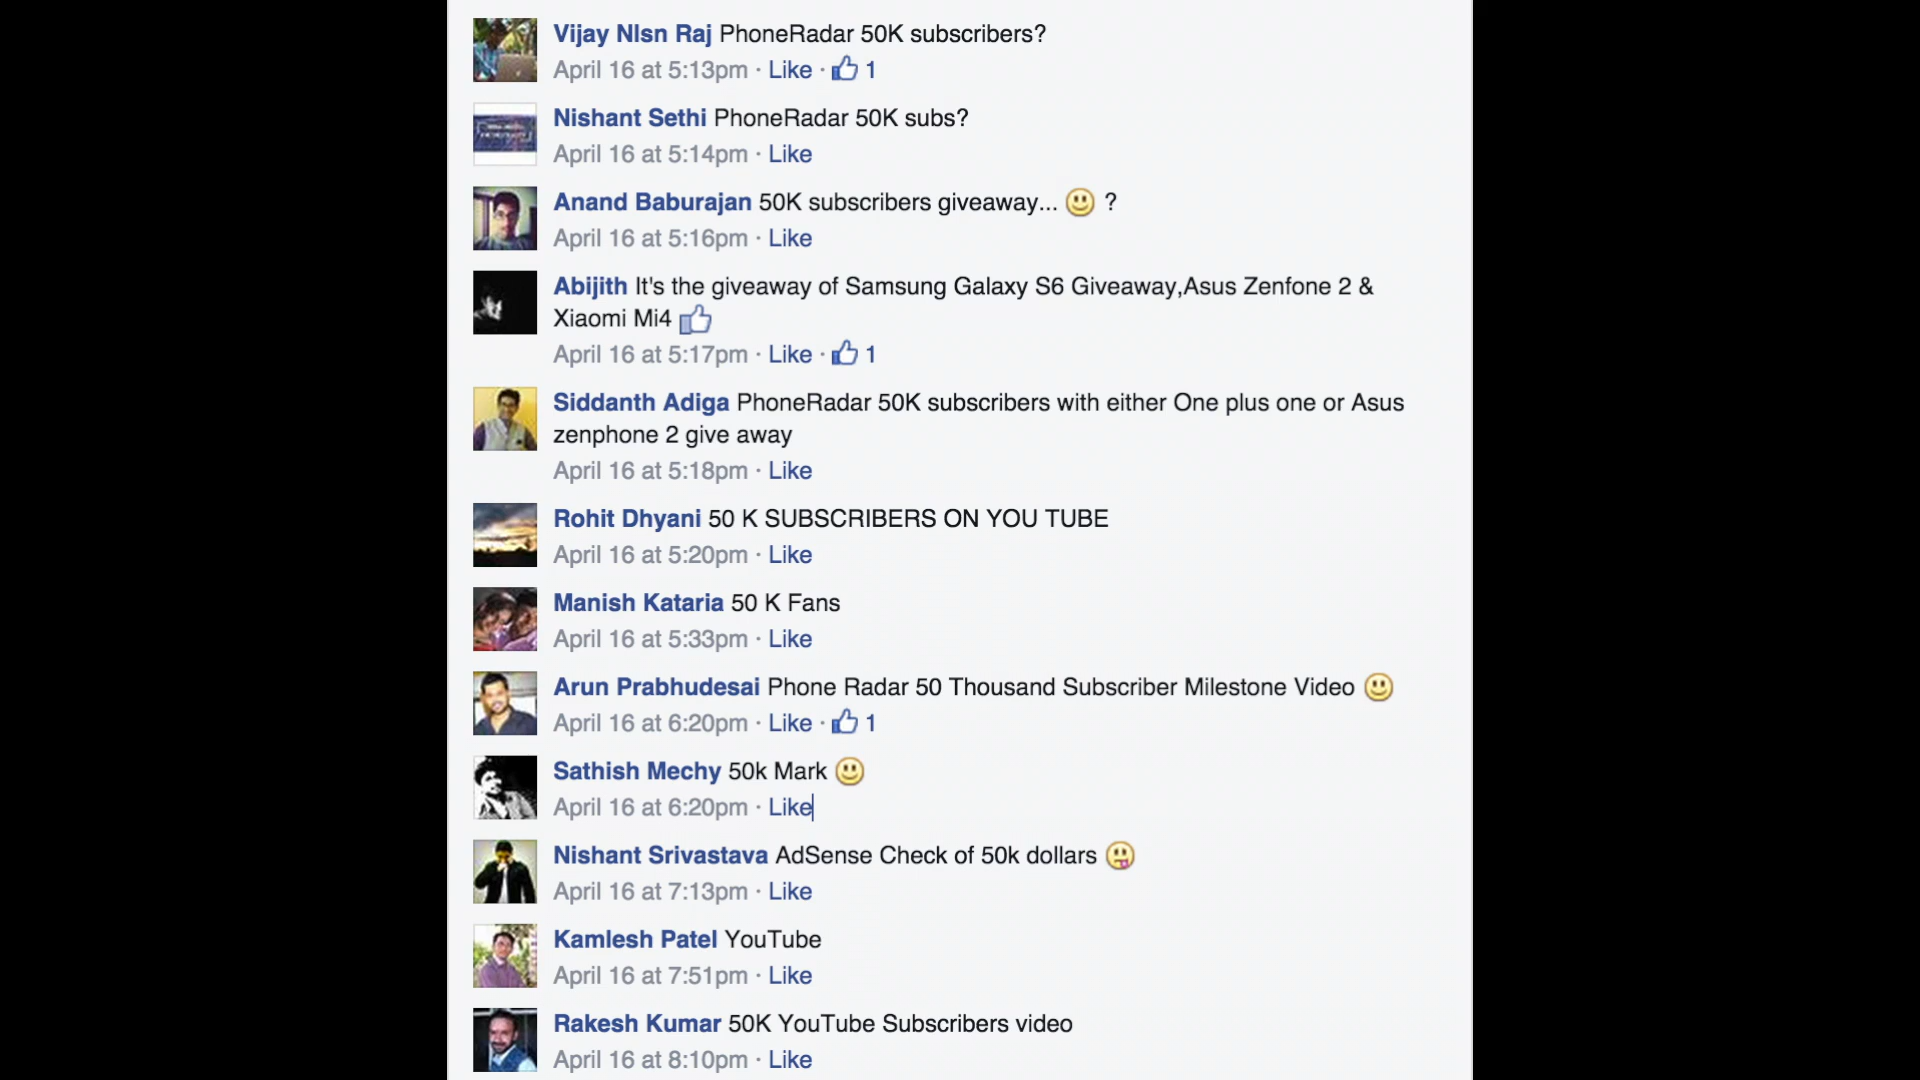 Vijay Nlsn Raj PhoneRadar 50K subscribers?
April 16 at 5:13pm · Like · 1
Nishant Sethi PhoneRadar 50K subs?
April 16 at 5:14pm · Like
Anand Baburajan 50K subscribers giveaway... ?
April 16 at 5:16pm · Like
Abijith It's the giveaway of Samsung Galaxy S6 Giveaway,Asus Zenfone 2 &
Xiaomi Mi4
April 16 at 5:17pm · Like · 1
Siddanth Adiga PhoneRadar 50K subscribers with either One plus one or Asus
zenphone 2 give away
April 16 at 5:18pm · Like
Rohit Dhyani 50 K SUBSCRIBERS ON YOU TUBE
April 16 at 5:20pm · Like
Manish Kataria 50 K Fans
April 16 at 5:33pm · Like
Arun Prabhudesai Phone Radar 50 Thousand Subscriber Milestone Video
April 16 at 6:20pm · Like · 1
Sathish Mechy 50k Mark
April 16 at 6:20pm · Like
Nishant Srivastava AdSense Check of 50k dollars
April 16 at 7:13pm · Like
Kamlesh Patel YouTube
April 16 at 7:51pm · Like
Rakesh Kumar 50K YouTube Subscribers video
April 16 at 8:10pm · Like